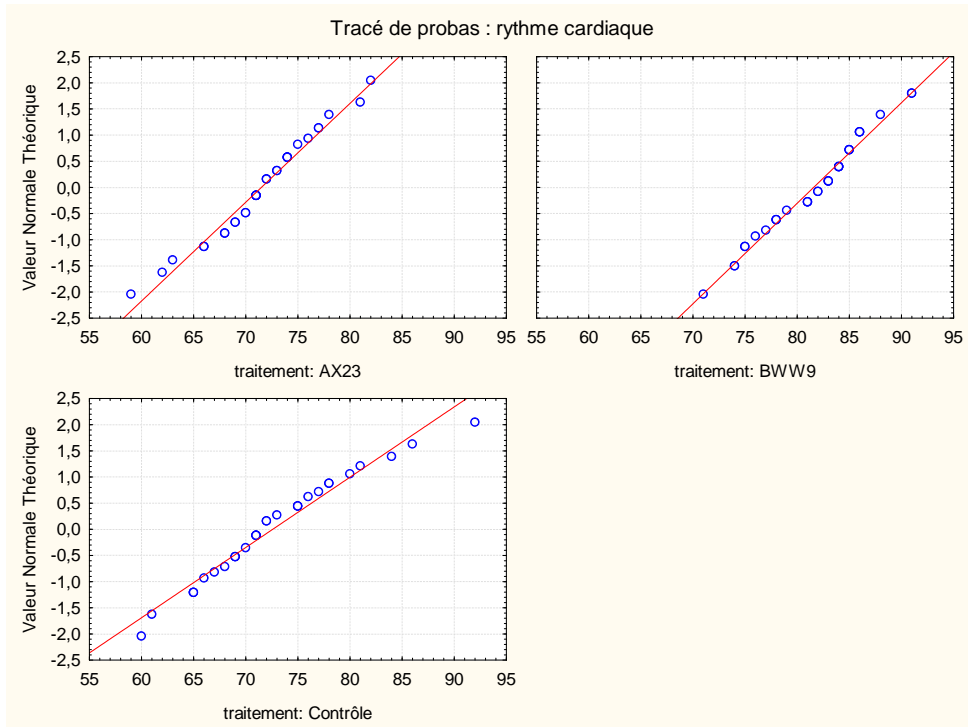 Tracé de probas : rythme cardiaque
Valeur Normale Théorique
2,5
2,0
1,5
1,0
0,5
0,0
-0,5
-1,0
-1,5
-2,0
-2,5
55 60 65 70 75 80 85 90 95
traitement: AX23
55 60 65 70 75 80 85 90 95
traitement: BWW9
Valeur Normale Théorique
2,5
2,0
1,5
1,0
0,5
0,0
-0,5
-1,0
-1,5
-2,0
-2,5
55 60 65 70 75 80 85 90 95
traitement: Contrôle